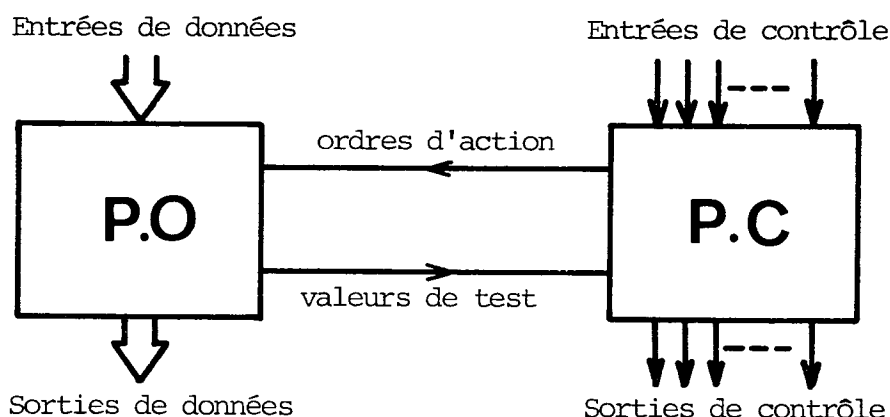 Entrées de données
Entrées de contrôle
ordres d'action
P.O
P.C
valeurs de test
Sorties de données
Sorties de contrôle